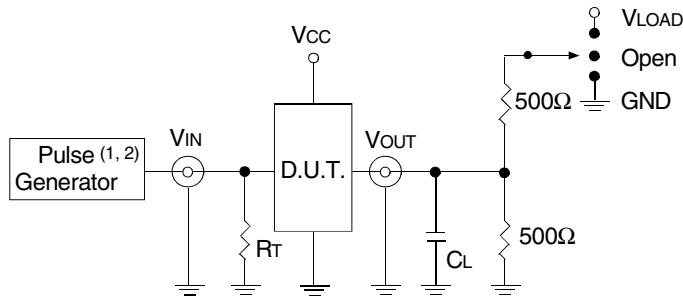 VLOAD
VCC
Open
500Ω
GND
Pulse (1, 2)
Generator
VIN
D.U.T.
VOUT
RT
CL
500Ω